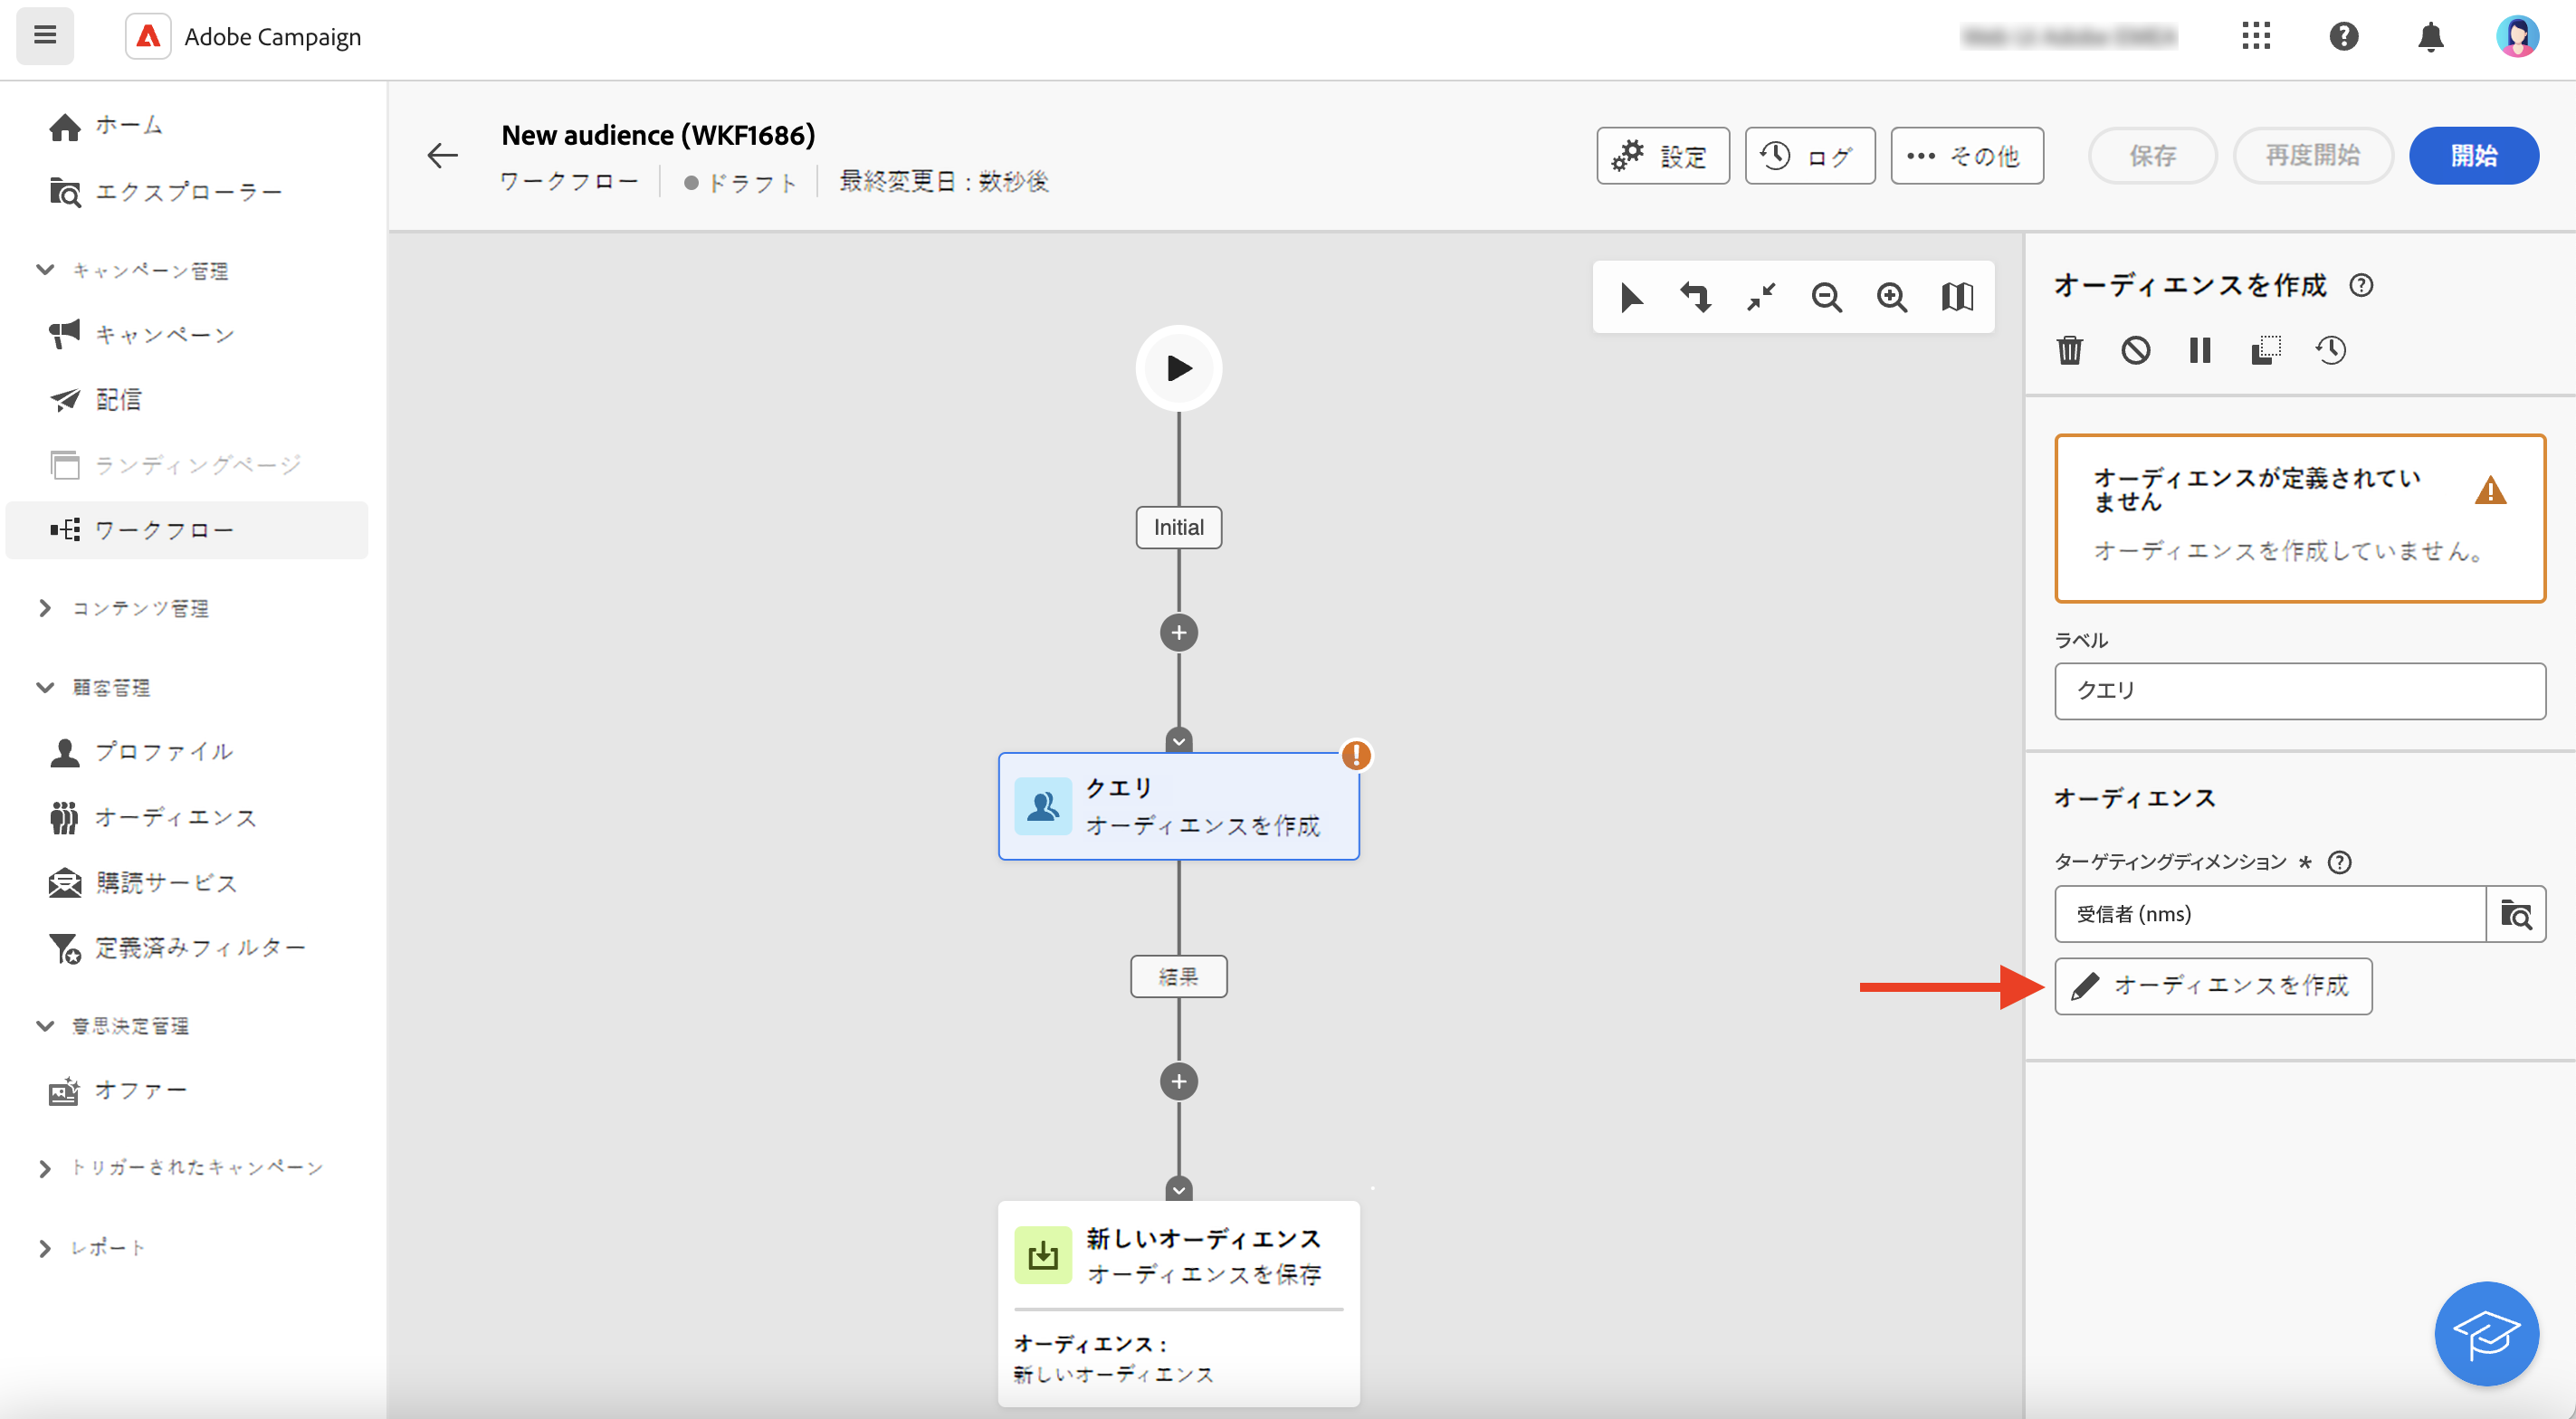 Adobe Campaign
ホーム
エクスプローラー
キャンペーン管理
キャンペーン
配信
ランディングページ
ワークフロー
コンテンツ管理
顧客管理
プロファイル
オーディエンス
購読サービス
定義済みフィルター
意思決定管理
オファー
トリガーされたキャンペーン
レポート
New audience (WKF1686)
ワークフロー
ドラフト
最終変更日 : 数秒後
設定
ログ
その他
保存
再度開始
開始
Initial
クエリ
オーディエンスを作成
結果
新しいオーディエンス
オーディエンスを保存
オーディエンス :
新しいオーディエンス
オーディエンスを作成
オーディエンスが定義されてい
ません
オーディエンスを作成していません。
ラベル
クエリ
オーディエンス
ターゲティングディメンション *
受信者 (nms)
オーディエンスを作成